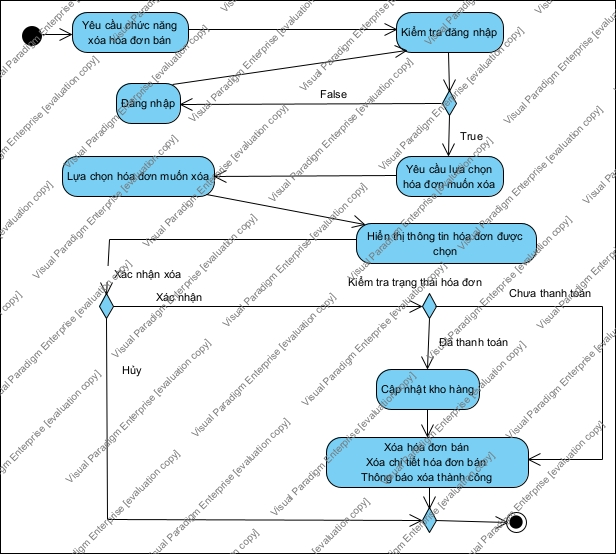 Yêu cầu chức năng
xóa hóa đơn bán
Kiểm tra đăng nhập
False
Đăng nhập
True
Lựa chọn hóa đơn muốn xóa
Yêu cầu lựa chọn
hóa đơn muốn xóa
Hiển thị thông tin hóa đơn được
chọn
Xác nhận xóa
Xác nhận
Kiểm tra trạng thái hóa đơn
Chưa thanh toán
Đã thanh toán
Hủy
Cập nhật kho hàng
Xóa hóa đơn bán
Xóa chi tiết hóa đơn bán
Thông báo xóa thành công
Visual Paradigm Enterprise [evaluation copy]